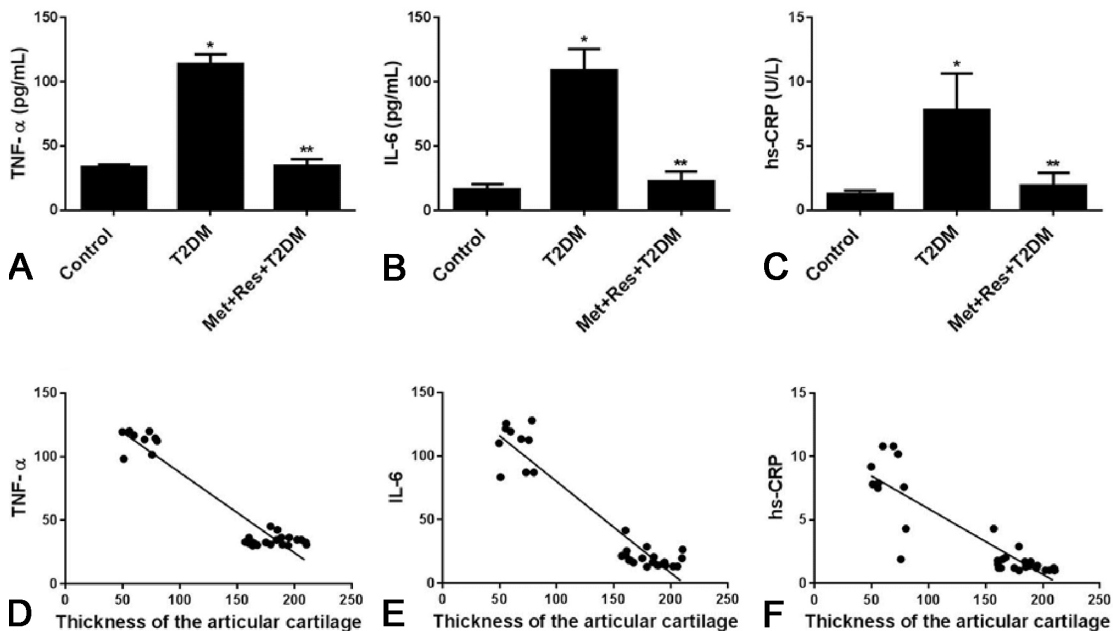 TNF- α (pg/mL)
150
100
50
0
*
**
Control
T2DM
Met+Res+T2DM
A
IL-6 (pg/mL)
150
100
50
0
*
**
Control
T2DM
Met+Res+T2DM
B
hs-CRP (U/L)
15
10
5
0
*
**
Control
T2DM
Met+Res+T2DM
C
TNF- α
150
100
50
0
0 50 100 150 200 250
Thickness of the articular cartilage
D
IL-6
150
100
50
0
0 50 100 150 200 250
Thickness of the articular cartilage
E
hs-CRP
15
10
5
0
0 50 100 150 200 250
Thickness of the articular cartilage
F